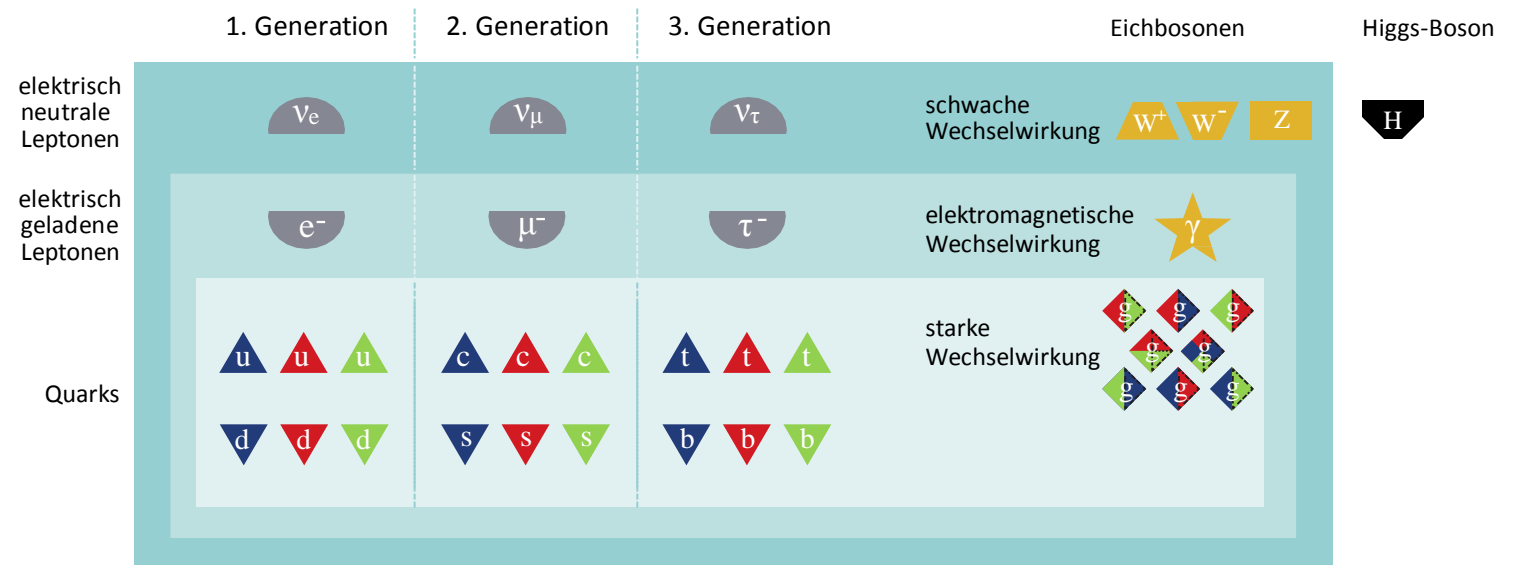 1. Generation 2. Generation 3. Generation Eichbosonen Higgs-Boson
elektrisch
neutrale
Leptonen
νe νμ ντ
schwache
Wechselwirkung
W+ W- Z H
elektrisch
geladene
Leptonen
e- μ- τ-
elektromagnetische
Wechselwirkung
γ
Quarks
u u u c c c t t t
d d d s s s b b b
starke
Wechselwirkung
g g g
g g
g g g